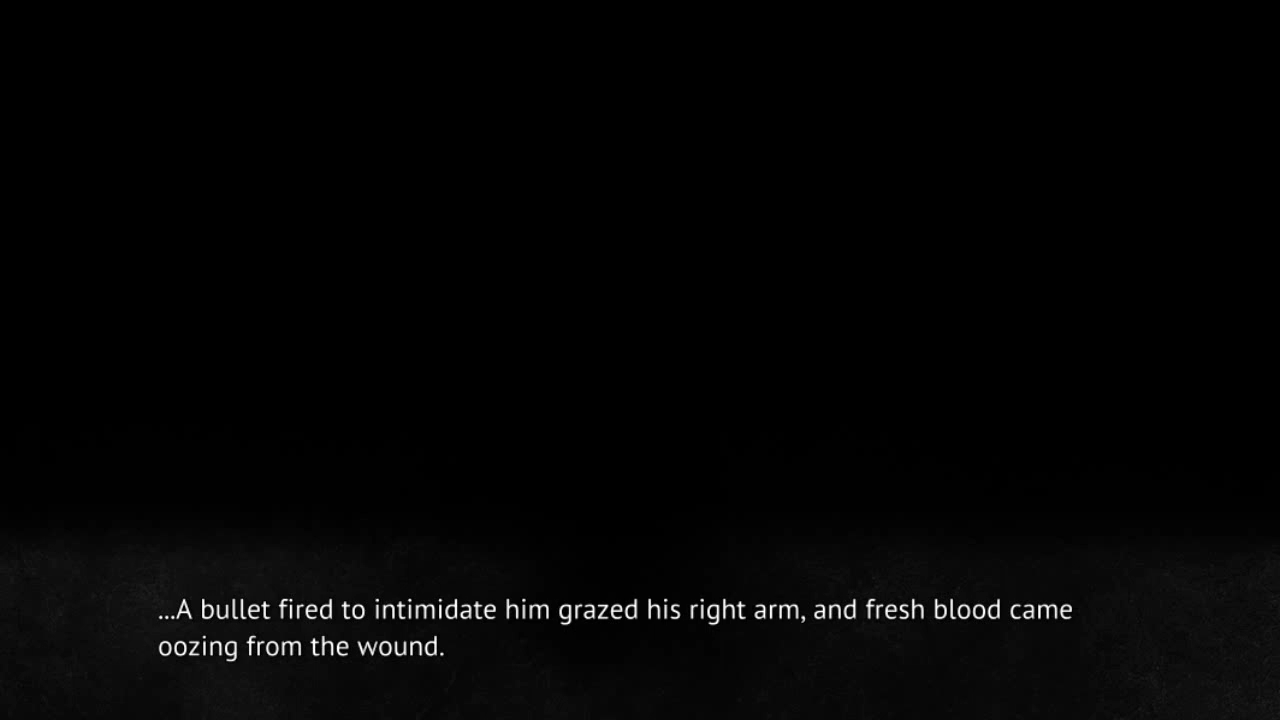 ...A bullet fired to intimidate him grazed his right arm, and fresh blood came
oozing from the wound.